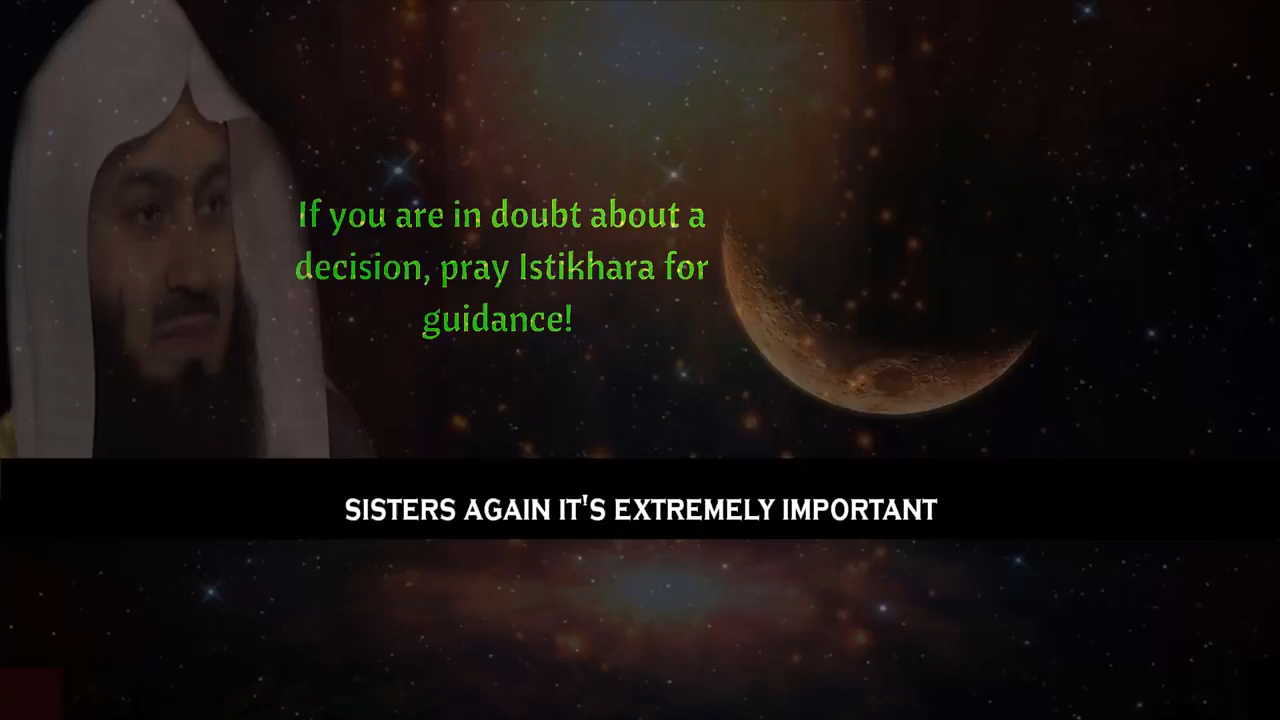 If you are in doubt about a
decision, pray Istikhara for
guidance!
SISTERS AGAIN IT'S EXTREMELY IMPORTANT